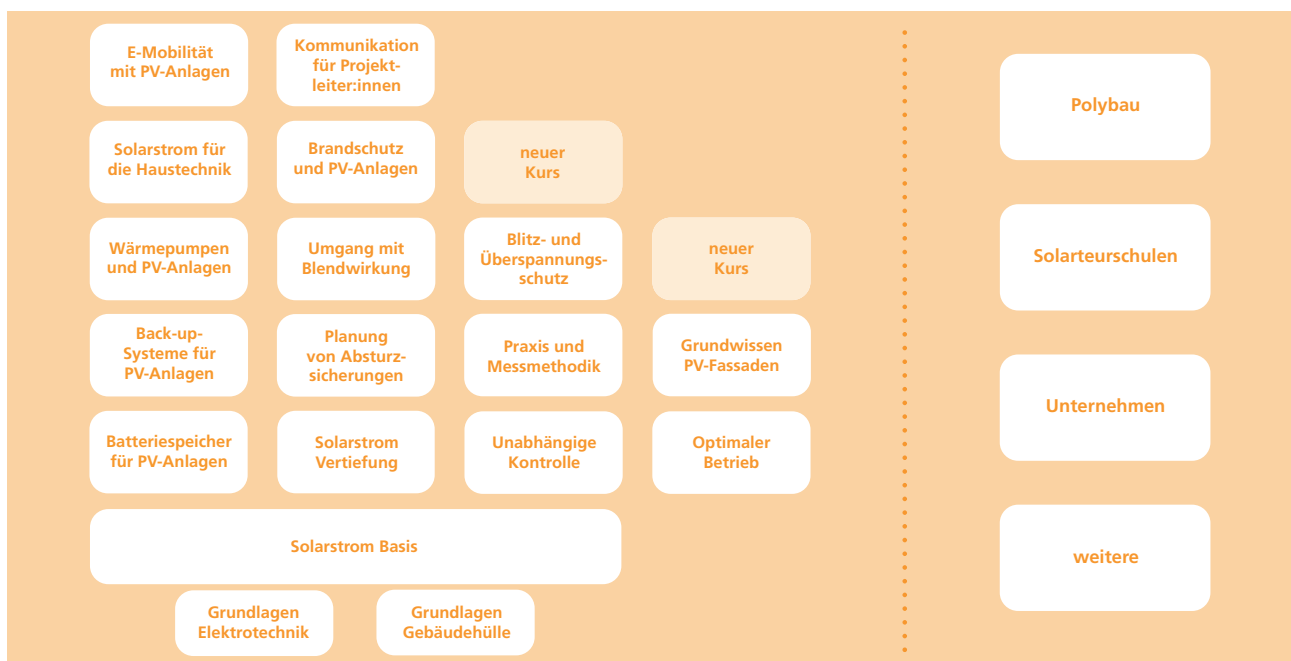 E-Mobilität
mit PV-Anlagen
Kommunikation
für Projekt-
leiter:innen
Solarstrom für
die Haustechnik
Brandschutz
und PV-Anlagen
neuer
Kurs
Wärmepumpen
und PV-Anlagen
Umgang mit
Blendwirkung
Blitz- und
Überspannungs-
schutz
neuer
Kurs
Back-up-
Systeme für
PV-Anlagen
Planung
von Absturz-
sicherungen
Praxis und
Messmethodik
Grundwissen
PV-Fassaden
Batteriespeicher
für PV-Anlagen
Solarstrom
Vertiefung
Unabhängige
Kontrolle
Optimaler
Betrieb
Solarstrom Basis
Grundlagen
Elektrotechnik
Grundlagen
Gebäudehülle
Polybau
Solarteurschulen
Unternehmen
weitere